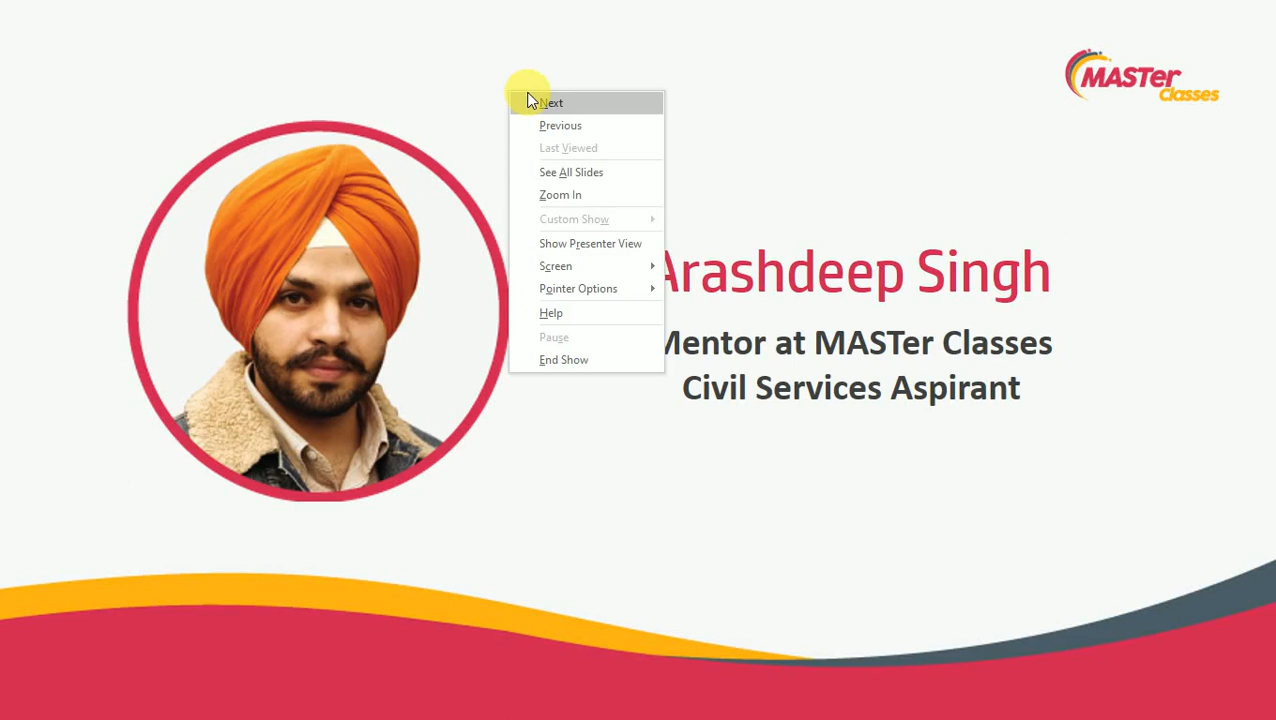 MASTer
Classes
Next
Previous
Last Viewed
See All Slides
Zoom In
Custom Show
Show Presenter View
Screen
Pointer Options
Help
Pause
End Show
Arashdeep Singh
Mentor at MASTer Classes
Civil Services Aspirant